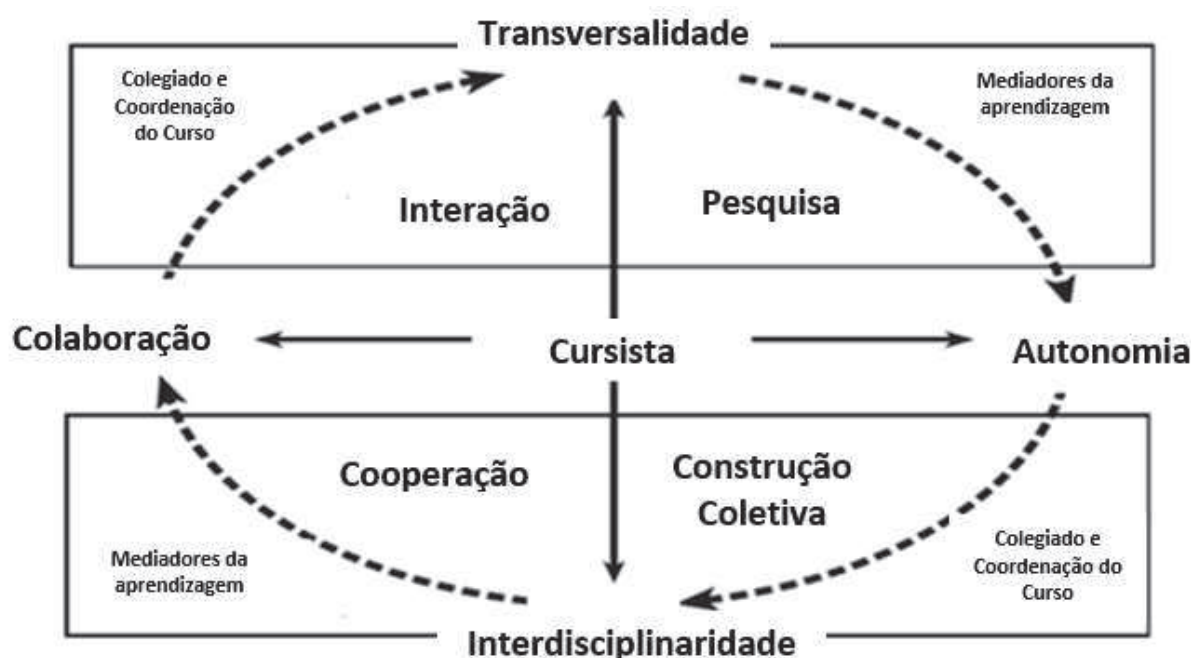 Transversalidade
Colegiado e
Coordenação
do Curso
Mediadores da
aprendizagem
Interação
Pesquisa
Colaboração
Cursista
Autonomia
Cooperação
Construção
Coletiva
Mediadores da
aprendizagem
Colegiado e
Coordenação do
Curso
Interdisciplinaridade